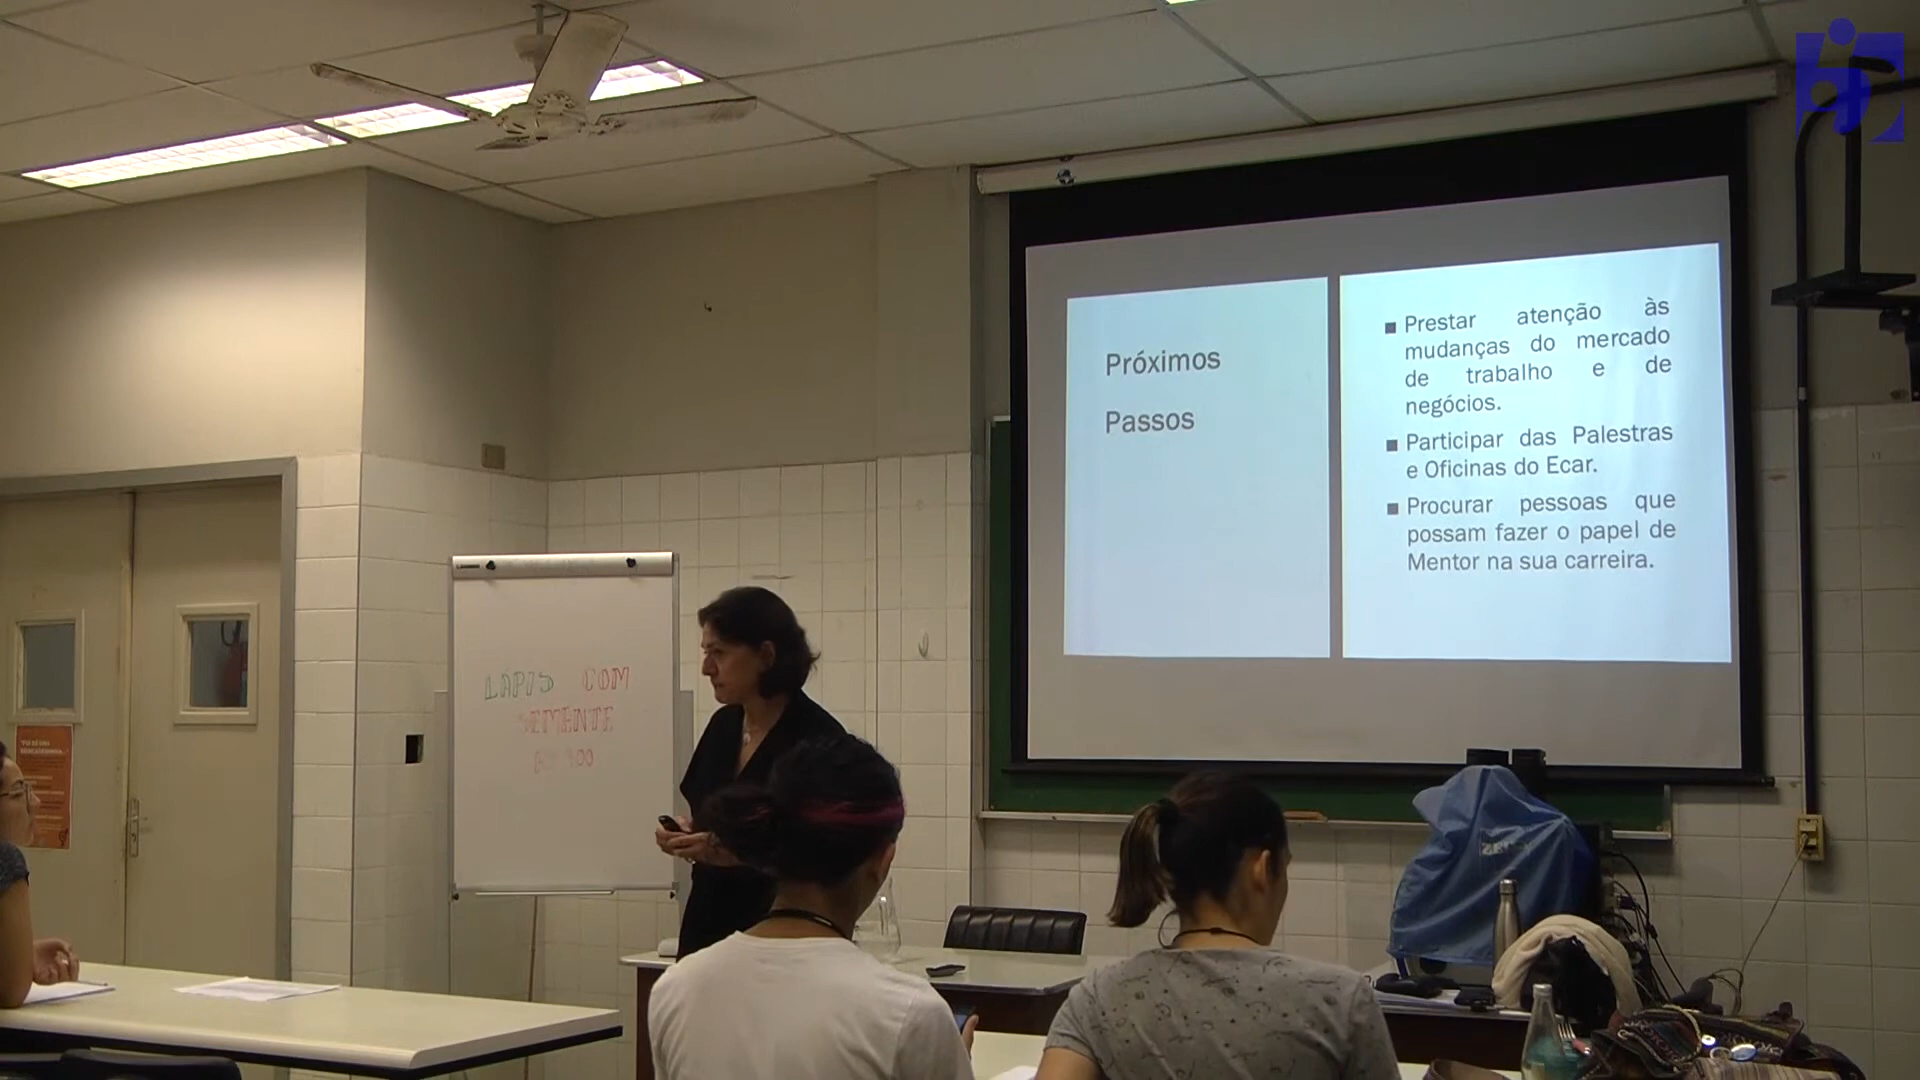 Próximos
Passos
Prestar atenção às
mudanças do mercado
de trabalho e de
negócios.
Participar das Palestras
e Oficinas do Ecar.
Procurar pessoas que
possam fazer o papel de
Mentor na sua carreira.
LÁPIS COM
SEMENTE